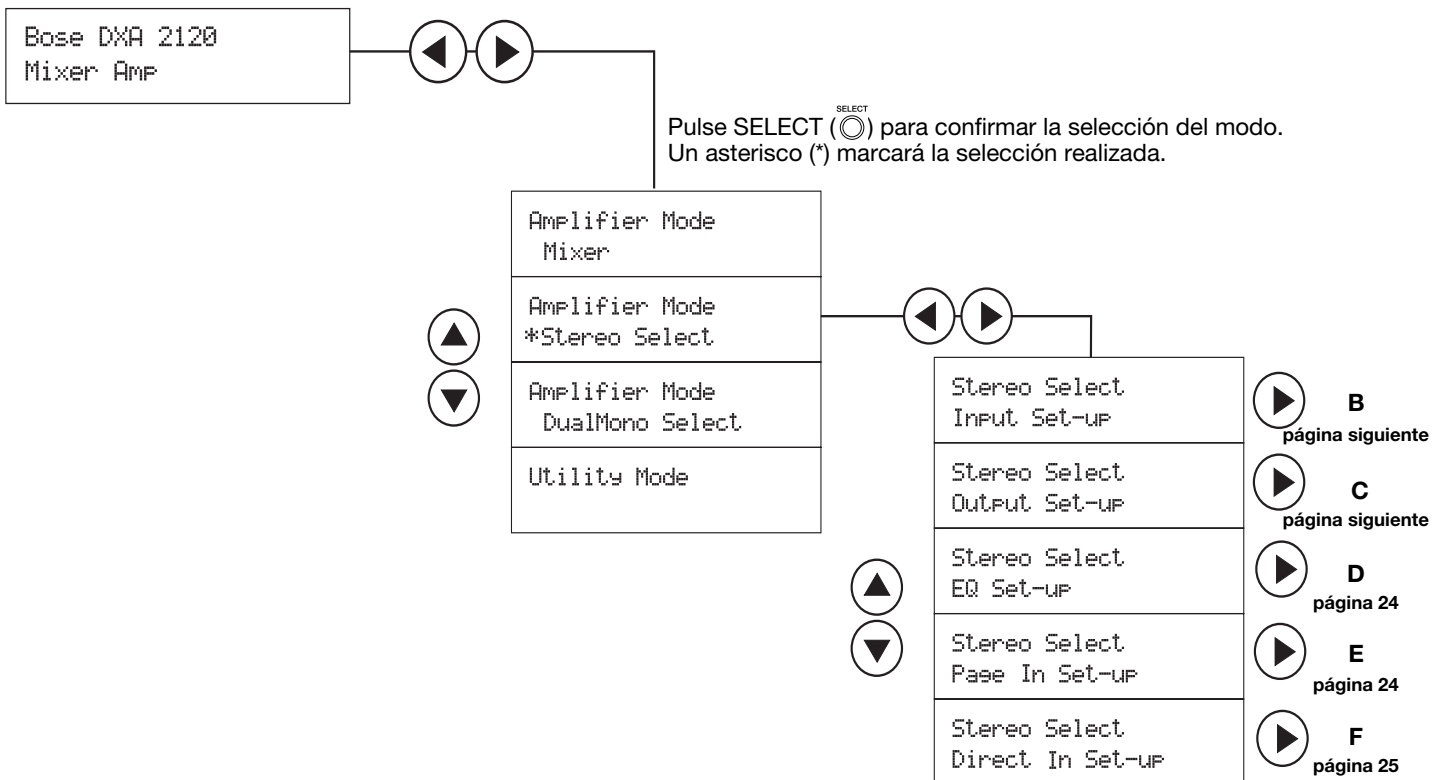 Bose DXA 2120
Mixer Amp
SELECT
Pulse SELECT ( ) para confirmar la selección del modo.
Un asterisco (*) marcará la selección realizada.
Amplifier Mode
Mixer
Amplifier Mode
*Stereo Select
Amplifier Mode
DualMono Select
Utility Mode
Stereo Select
Input Set-up
B
página siguiente
Stereo Select
Output Set-up
C
página siguiente
Stereo Select
EQ Set-up
D
página 24
Stereo Select
Page In Set-up
E
página 24
Stereo Select
Direct In Set-up
F
página 25